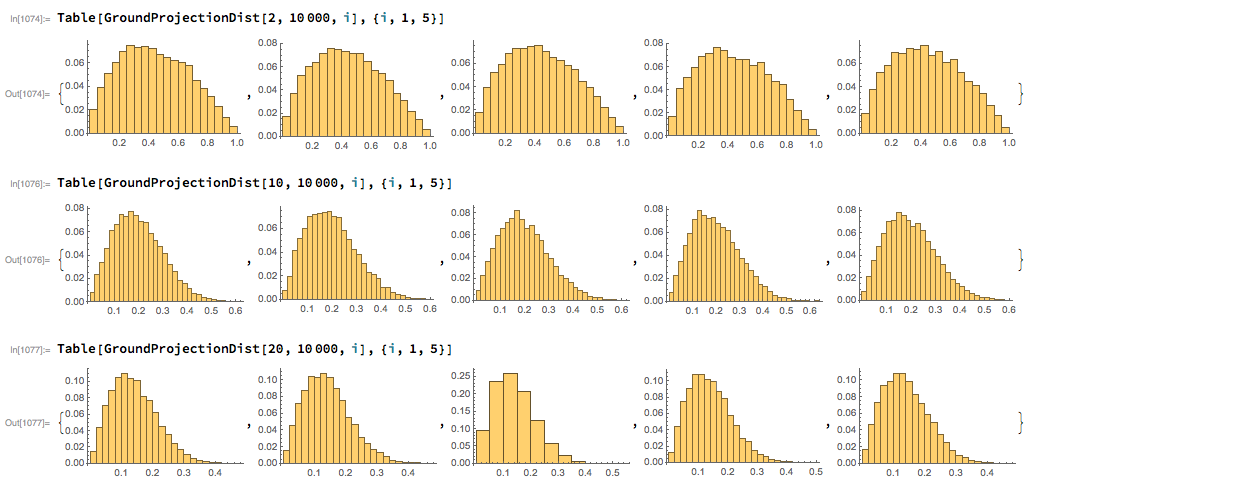 In[1074]:= Table[GroundProjectionDist[2, 10 000, i], {i, 1, 5}]
0.06 0.04 0.02 0.00 0.2 0.4 0.6 0.8 1.0
0.08 0.06 0.04 0.02 0.00 0.2 0.4 0.6 0.8 1.0
0.06 0.04 0.02 0.00 0.2 0.4 0.6 0.8 1.0
0.08 0.06 0.04 0.02 0.00 0.2 0.4 0.6 0.8 1.0
0.06 0.04 0.02 0.00 0.2 0.4 0.6 0.8 1.0
Out[1074]= { , , , , }
In[1076]:= Table[GroundProjectionDist[10, 10 000, i], {i, 1, 5}]
0.08 0.06 0.04 0.02 0.00 0.1 0.2 0.3 0.4 0.5 0.6
0.06 0.04 0.02 0.00 0.1 0.2 0.3 0.4 0.5 0.6
0.08 0.06 0.04 0.02 0.00 0.1 0.2 0.3 0.4 0.5 0.6
0.08 0.06 0.04 0.02 0.00 0.1 0.2 0.3 0.4 0.5 0.6
0.08 0.06 0.04 0.02 0.00 0.1 0.2 0.3 0.4 0.5 0.6
Out[1076]= { , , , , }
In[1077]:= Table[GroundProjectionDist[20, 10 000, i], {i, 1, 5}]
0.10 0.08 0.06 0.04 0.02 0.00 0.1 0.2 0.3 0.4
0.10 0.08 0.06 0.04 0.02 0.00 0.1 0.2 0.3 0.4
0.25 0.20 0.15 0.10 0.05 0.00 0.1 0.2 0.3 0.4 0.5
0.10 0.08 0.06 0.04 0.02 0.00 0.1 0.2 0.3 0.4 0.5
0.10 0.08 0.06 0.04 0.02 0.00 0.1 0.2 0.3 0.4
Out[1077]= { , , , , }